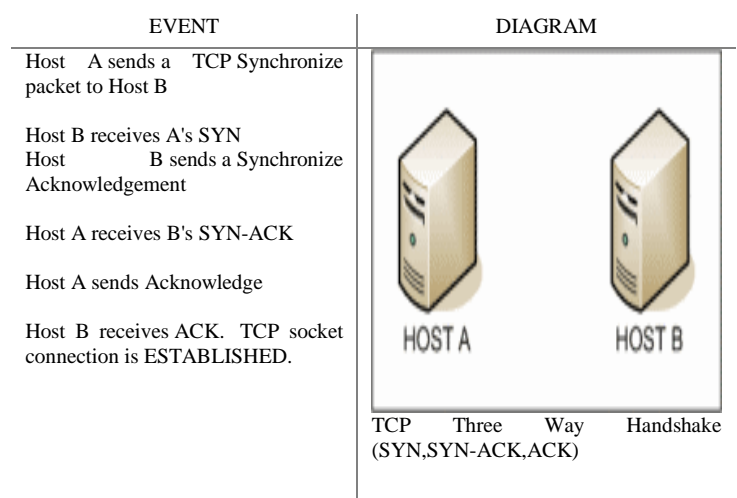 EVENT
DIAGRAM
Host A sends a TCP Synchronize
packet to Host B
Host B receives A's SYN
Host B sends a Synchronize
Acknowledgement
Host A receives B's SYN-ACK
Host A sends Acknowledge
Host B receives ACK. TCP socket
connection is ESTABLISHED.
HOST A
HOST B
TCP Three Way Handshake
(SYN,SYN-ACK,ACK)